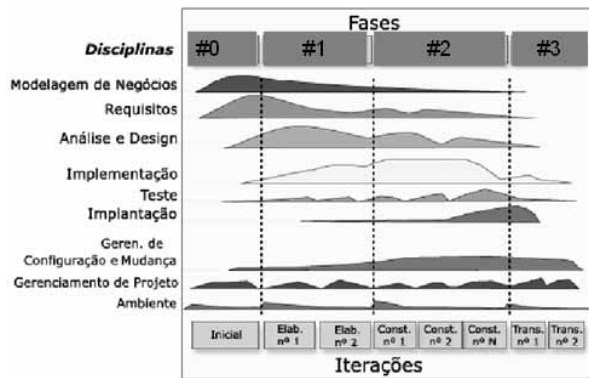 Fases
Disciplinas
#0 #1 #2 #3
Modelagem de Negócios
Requisitos
Análise e Design
Implementação
Teste
Implantação
Geren. de
Configuração e Mudança
Gerenciamento de Projeto
Ambiente
Inicial
Elab.
nº 1
Elab.
nº 2
Const.
nº 1
Const.
nº 2
Const.
nº N
Trans.
nº 1
Trans.
nº 2
Iterações